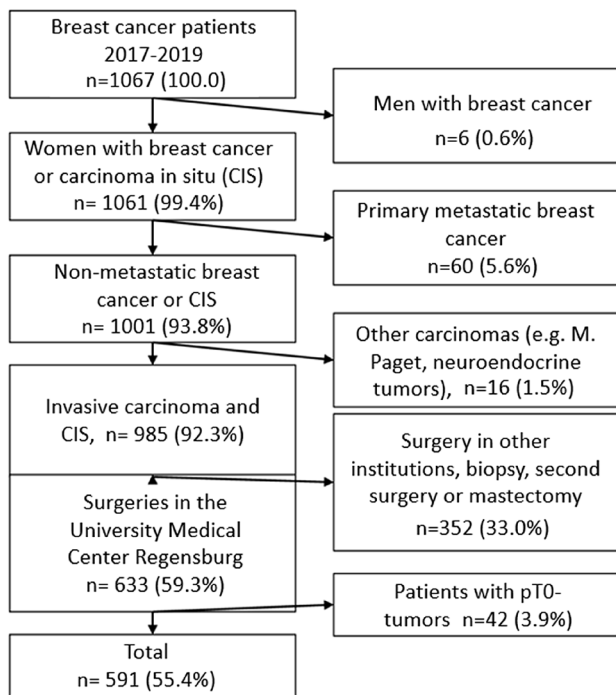 Breast cancer patients
2017-2019
n=1067 (100.0)
Men with breast cancer
n=6 (0.6%)
Women with breast cancer
or carcinoma in situ (CIS)
n= 1061 (99.4%)
Primary metastatic breast
cancer
n=60 (5.6%)
Non-metastatic breast
cancer or CIS
n= 1001 (93.8%)
Other carcinomas (e.g. M.
Paget, neuroendocrine
tumors), n=16 (1.5%)
Invasive carcinoma and
CIS, n= 985 (92.3%)
Surgery in other
institutions, biopsy, second
surgery or mastectomy
n=352 (33.0%)
Surgeries in the
University Medical
Center Regensburg
n= 633 (59.3%)
Patients with pT0-
tumors n=42 (3.9%)
Total
n= 591 (55.4%)